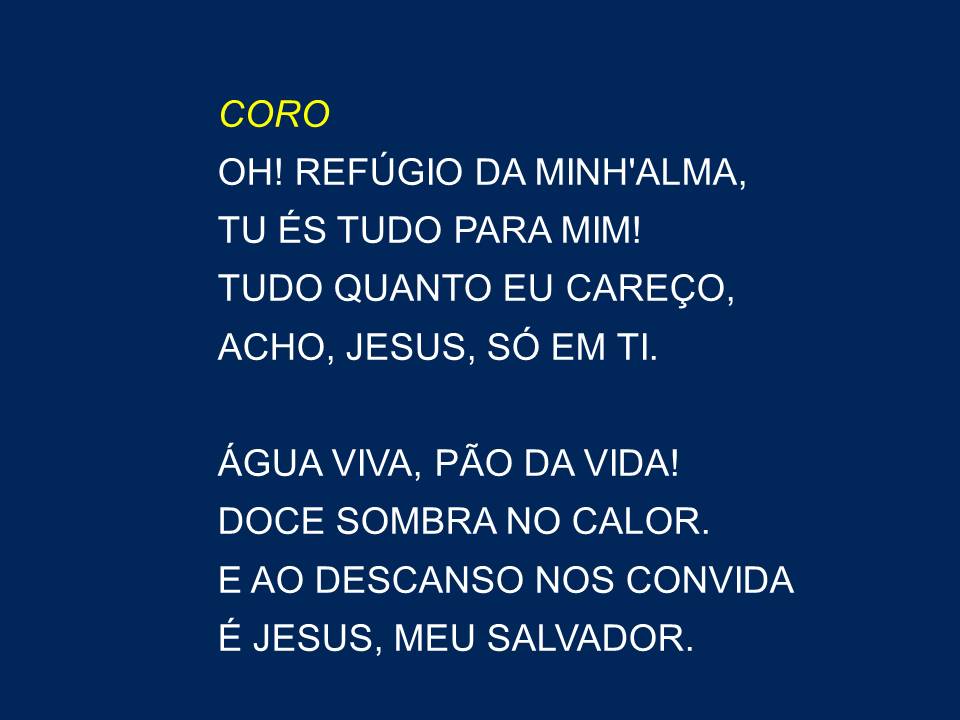 CORO
OH! REFÚGIO DA MINH'ALMA,
TU ÉS TUDO PARA MIM!
TUDO QUANTO EU CAREÇO,
ACHO, JESUS, SÓ EM TI.
ÁGUA VIVA, PÃO DA VIDA!
DOCE SOMBRA NO CALOR.
E AO DESCANSO NOS CONVIDA
É JESUS, MEU SALVADOR.